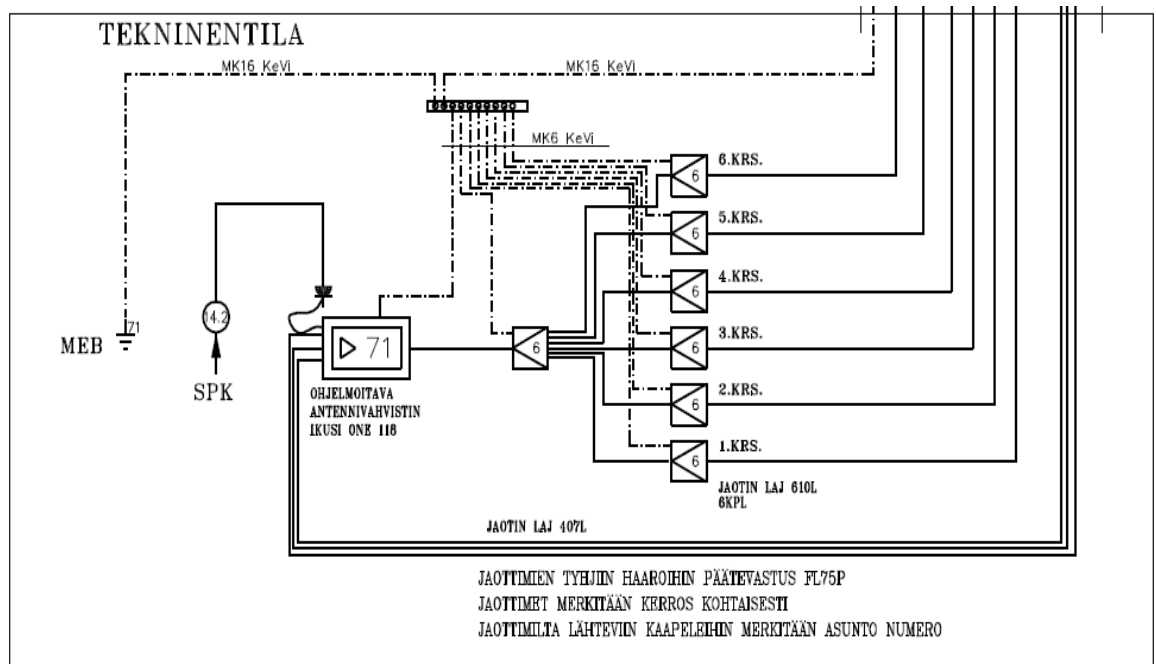 TEKNINENTILA
MK16 KeVi
MK16 KeVi
MK6 KeVi
6
6.KRS.
6
5.KRS.
6
4.KRS.
6
3.KRS.
6
2.KRS.
6
1.KRS.
6
71
MEB
14.2
SPK
71
OHJELMOITAVA
ANTENNIVAHVISTIN
IKUSI ONE 118
JAOTIN LAJ 610L
6KPL
JAOTIN LAJ 407L
JAOTTIMIEN TYHJIIN HAAROIHIN PÄÄTEVASTUS FL75P
JAOTTIMET MERKITÄÄN KERROS KOHTAISESTI
JAOTTIMILTA LÄHTEVIIN KAAPELEIHIN MERKITÄÄN ASUNTO NUMERO